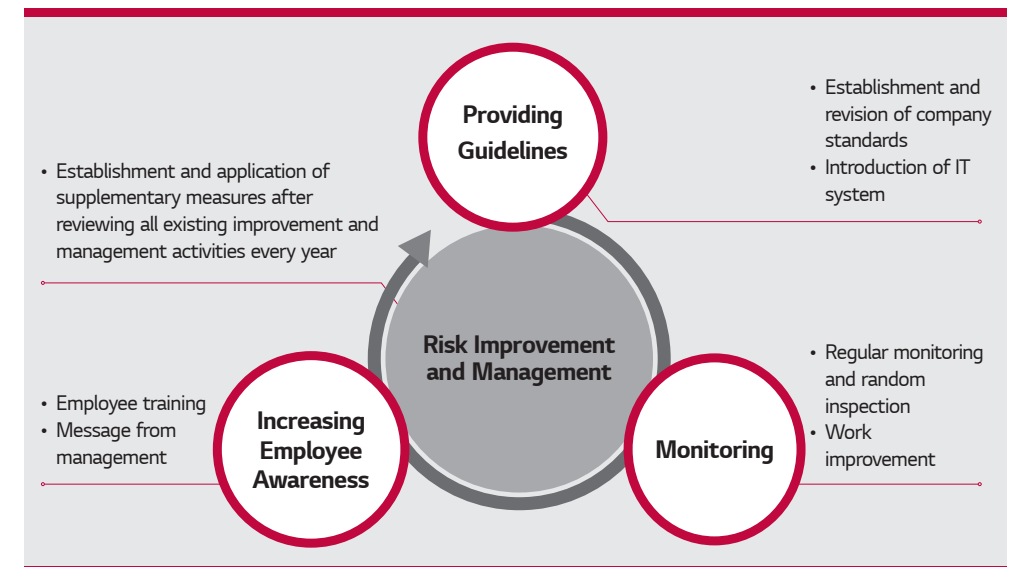 Providing
Guidelines
• Establishment and
revision of company
standards
• Introduction of IT
system
• Establishment and application of
supplementary measures after
reviewing all existing improvement and
management activities every year
Risk Improvement
and Management
• Regular monitoring
and random
inspection
• Work
improvement
• Employee training
• Message from
management
Increasing
Employee
Awareness
Monitoring